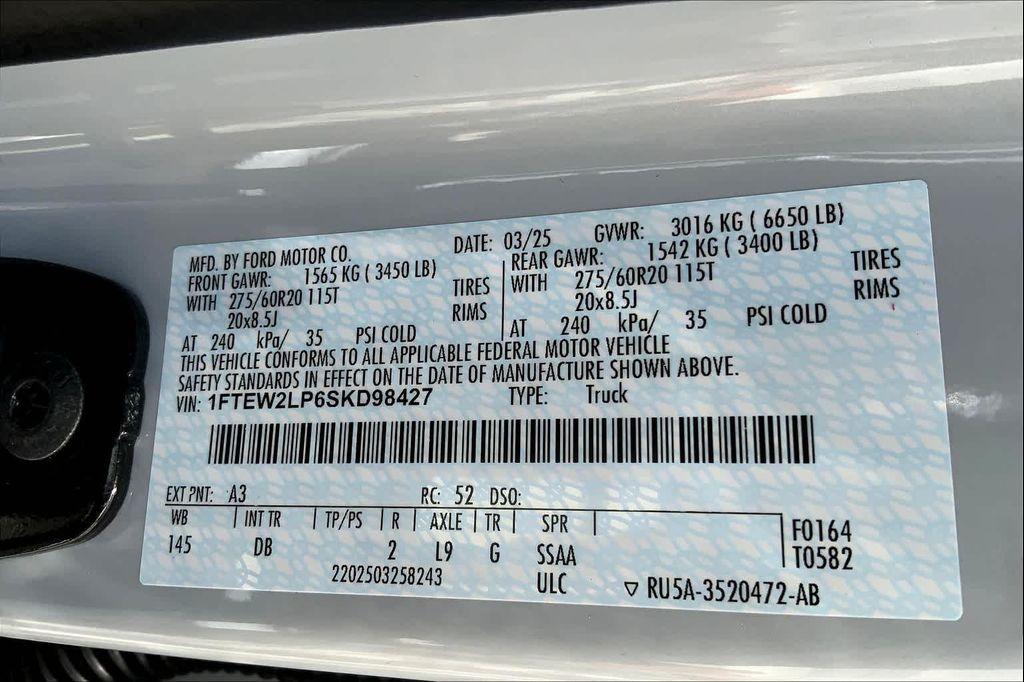 MFD. BY FORD MOTOR CO. DATE: 03/25 GVWR: 3016 KG ( 6650 LB)
FRONT GAWR: 1565 KG ( 3450 LB) REAR GAWR: 1542 KG ( 3400 LB)
WITH 275/60R20 115T TIRES WITH 275/60R20 115T TIRES
20x8.5J RIMS 20x8.5J RIMS
AT 240 kPa/ 35 PSI COLD AT 240 kPa/ 35 PSI COLD
THIS VEHICLE CONFORMS TO ALL APPLICABLE FEDERAL MOTOR VEHICLE
SAFETY STANDARDS IN EFFECT ON THE DATE OF MANUFACTURE SHOWN ABOVE.
VIN: 1FTEW2LP6SKD98427 TYPE: Truck
EXT PNT: A3 RC: 52 DSO:
WB INT TR TP/PS R AXLE TR SPR F0164
145 DB 2 L9 G SSAA T0582
2202503258243 ULC ▽ RU5A-3520472-AB